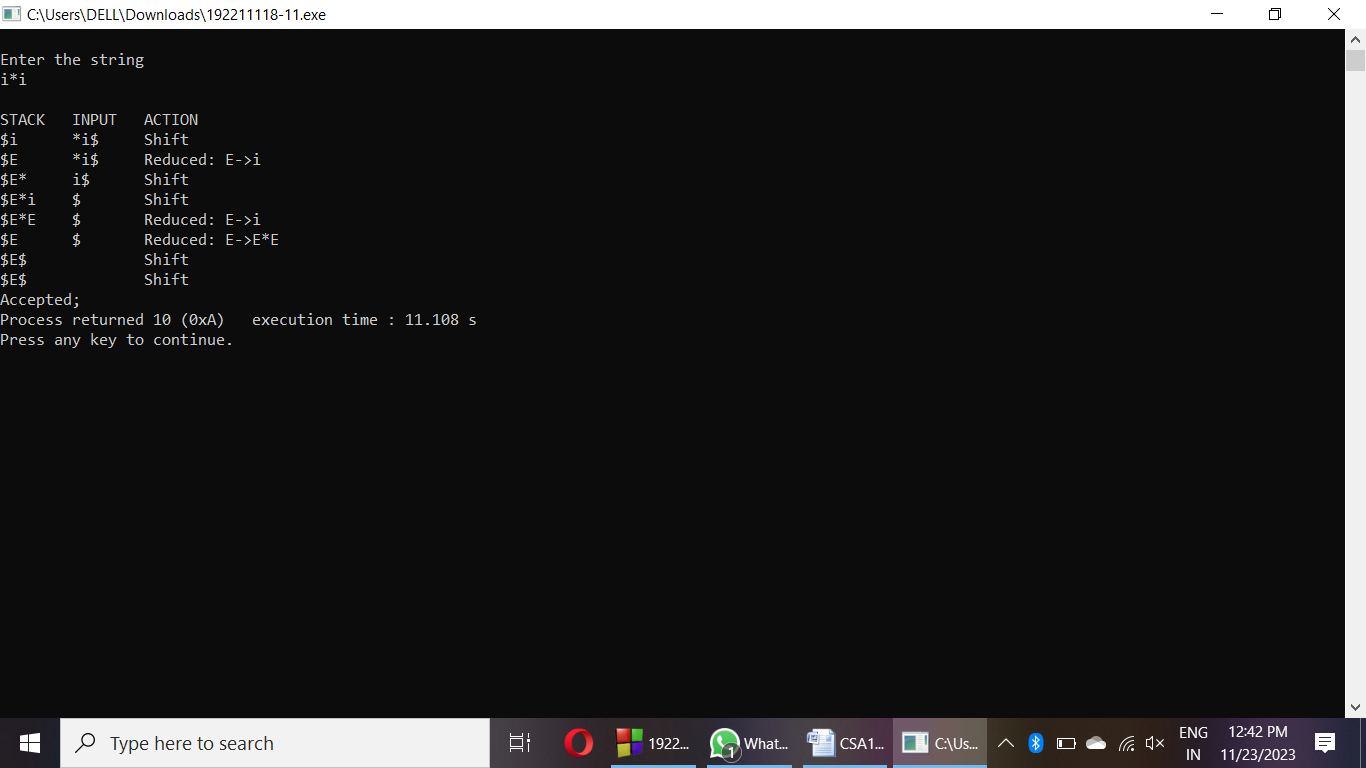 C:\Users\DELL\Downloads\192211118-11.exe
Enter the string
i*i
STACK INPUT ACTION
$i *i$ Shift
$E *i$ Reduced: E->i
$E* i$ Shift
$E*i $ Shift
$E*E $ Reduced: E->i
$E $ Reduced: E->E*E
$E$ Shift
$E$ Shift
Accepted;
Process returned 10 (0xA) execution time : 11.108 s
Press any key to continue.
Type here to search
1922...
1
What...
CSA1...
C:\Us...
ENG
IN
12:42 PM
11/23/2023